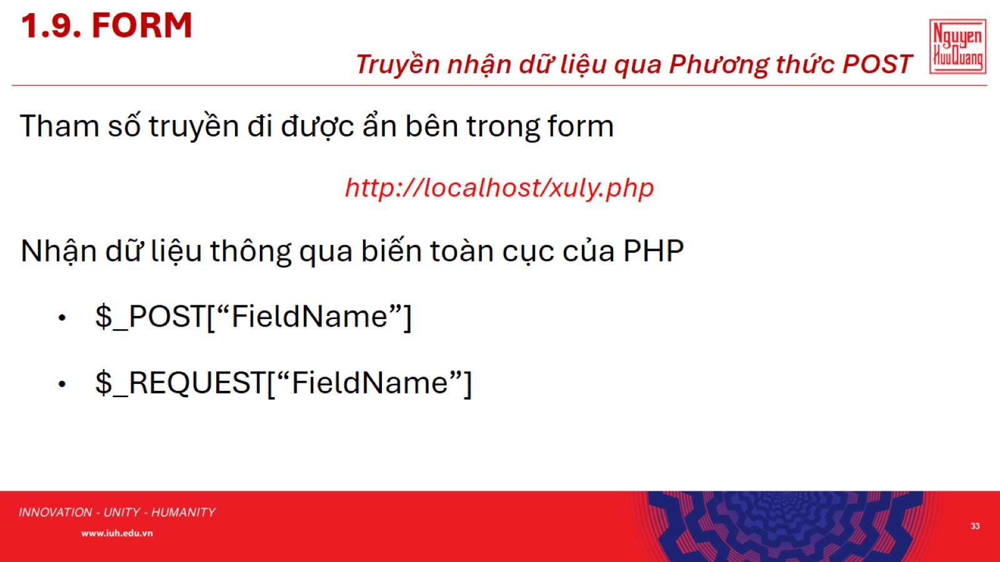 1.9. FORM
Truyền nhận dữ liệu qua Phương thức POST
Nguyen
HuuQuang
Tham số truyền đi được ẩn bên trong form
http://localhost/xuly.php
Nhận dữ liệu thông qua biến toàn cục của PHP
• $_POST[“FieldName”]
• $_REQUEST[“FieldName”]
INNOVATION - UNITY - HUMANITY
www.iuh.edu.vn
33